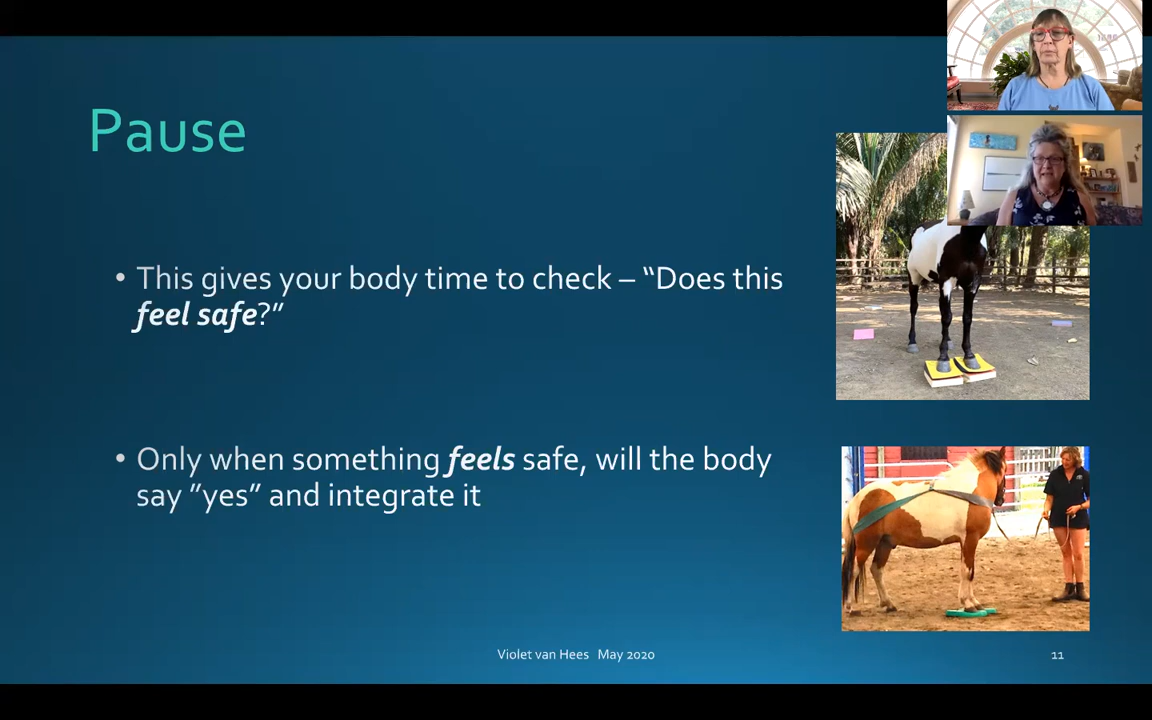 Pause
• This gives your body time to check – “Does this
feel safe?”
• Only when something feels safe, will the body
say ”yes” and integrate it
Violet van Hees May 2020
11